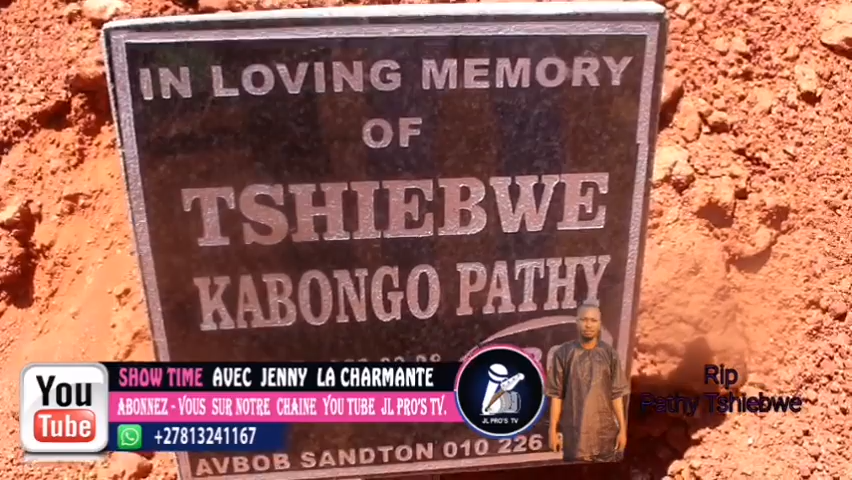 IN LOVING MEMORY
OF
TSHIEBWE
KABONGO PATHY
Rip
Pathy Tshiebwe
You
Tube
SHOW TIME AVEC JENNY LA CHARMANTE
ABONNEZ - VOUS SUR NOTRE CHAINE YOU TUBE JL PRO'S TV.
+27813241167
JL PRO'S TV
AVBOB SANDTON 010 226